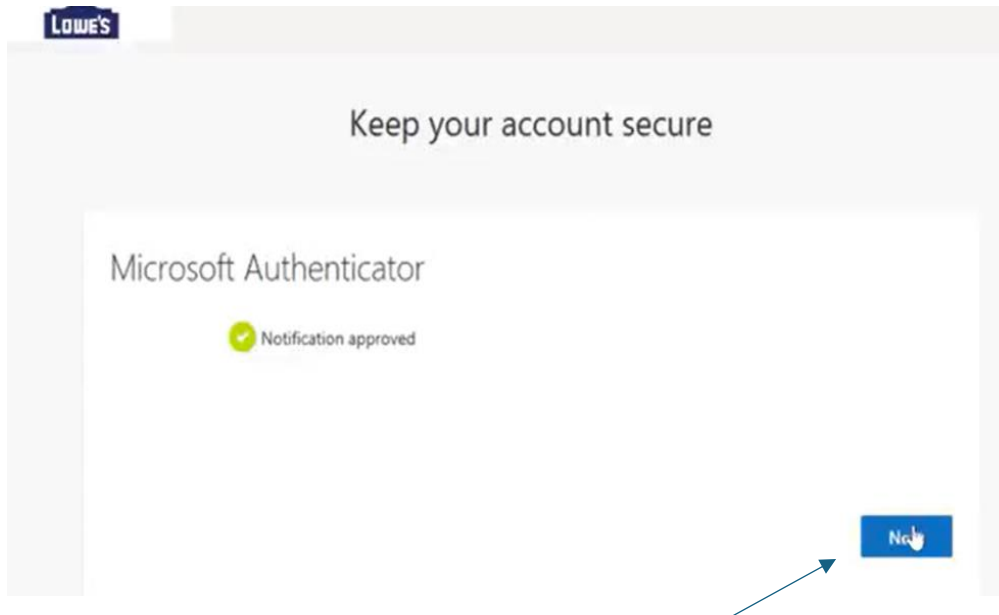 LOWE'S
Keep your account secure
Microsoft Authenticator
Notification approved